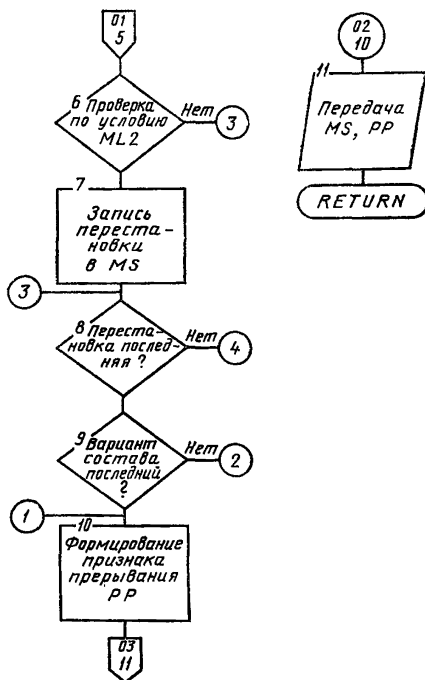 01
5
6 Проверка
по условию
ML2
Нет
3
7
Запись
переста-
новки
в MS
3
8 Переста-
новка послед-
няя ?
Нет
4
9 Вариант
состава
последний
?
Нет
2
1
10
Формирование
признака
прерывания
PP
03
11
02
10
11
Передача
MS, PP
RETURN